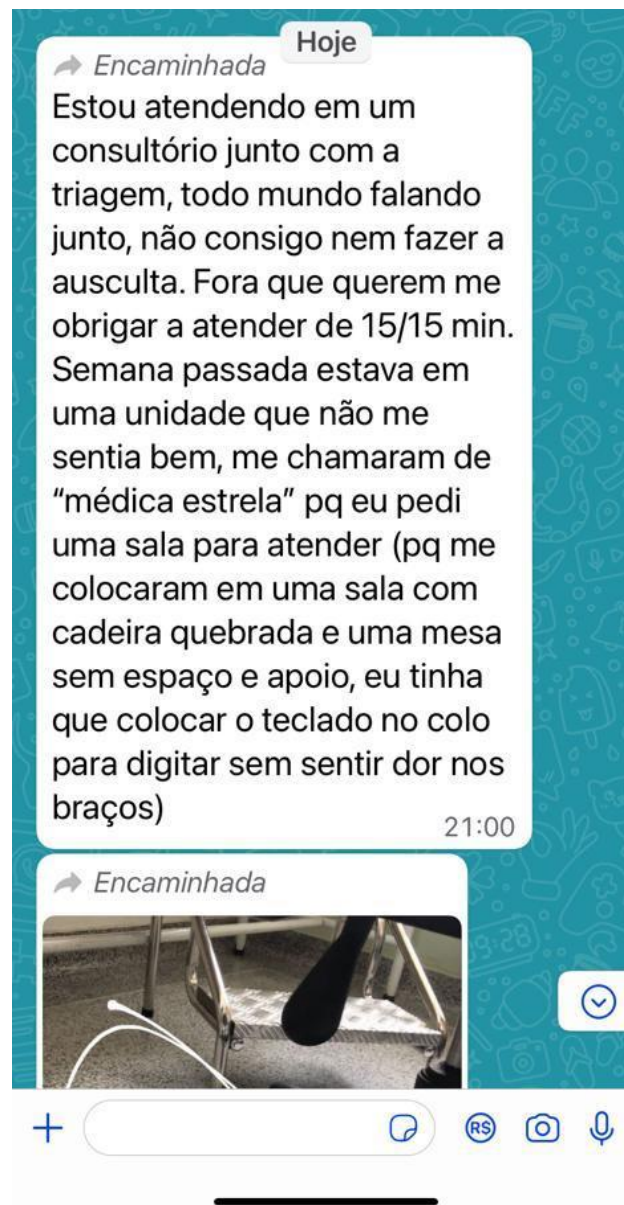 Hoje
Encaminhada
Estou atendendo em um
consultório junto com a
triagem, todo mundo falando
junto, não consigo nem fazer a
ausculta. Fora que querem me
obrigar a atender de 15/15 min.
Semana passada estava em
uma unidade que não me
sentia bem, me chamaram de
“médica estrela” pq eu pedi
uma sala para atender (pq me
colocaram em uma sala com
cadeira quebrada e uma mesa
sem espaço e apoio, eu tinha
que colocar o teclado no colo
para digitar sem sentir dor nos
braços)
21:00
Encaminhada
R$